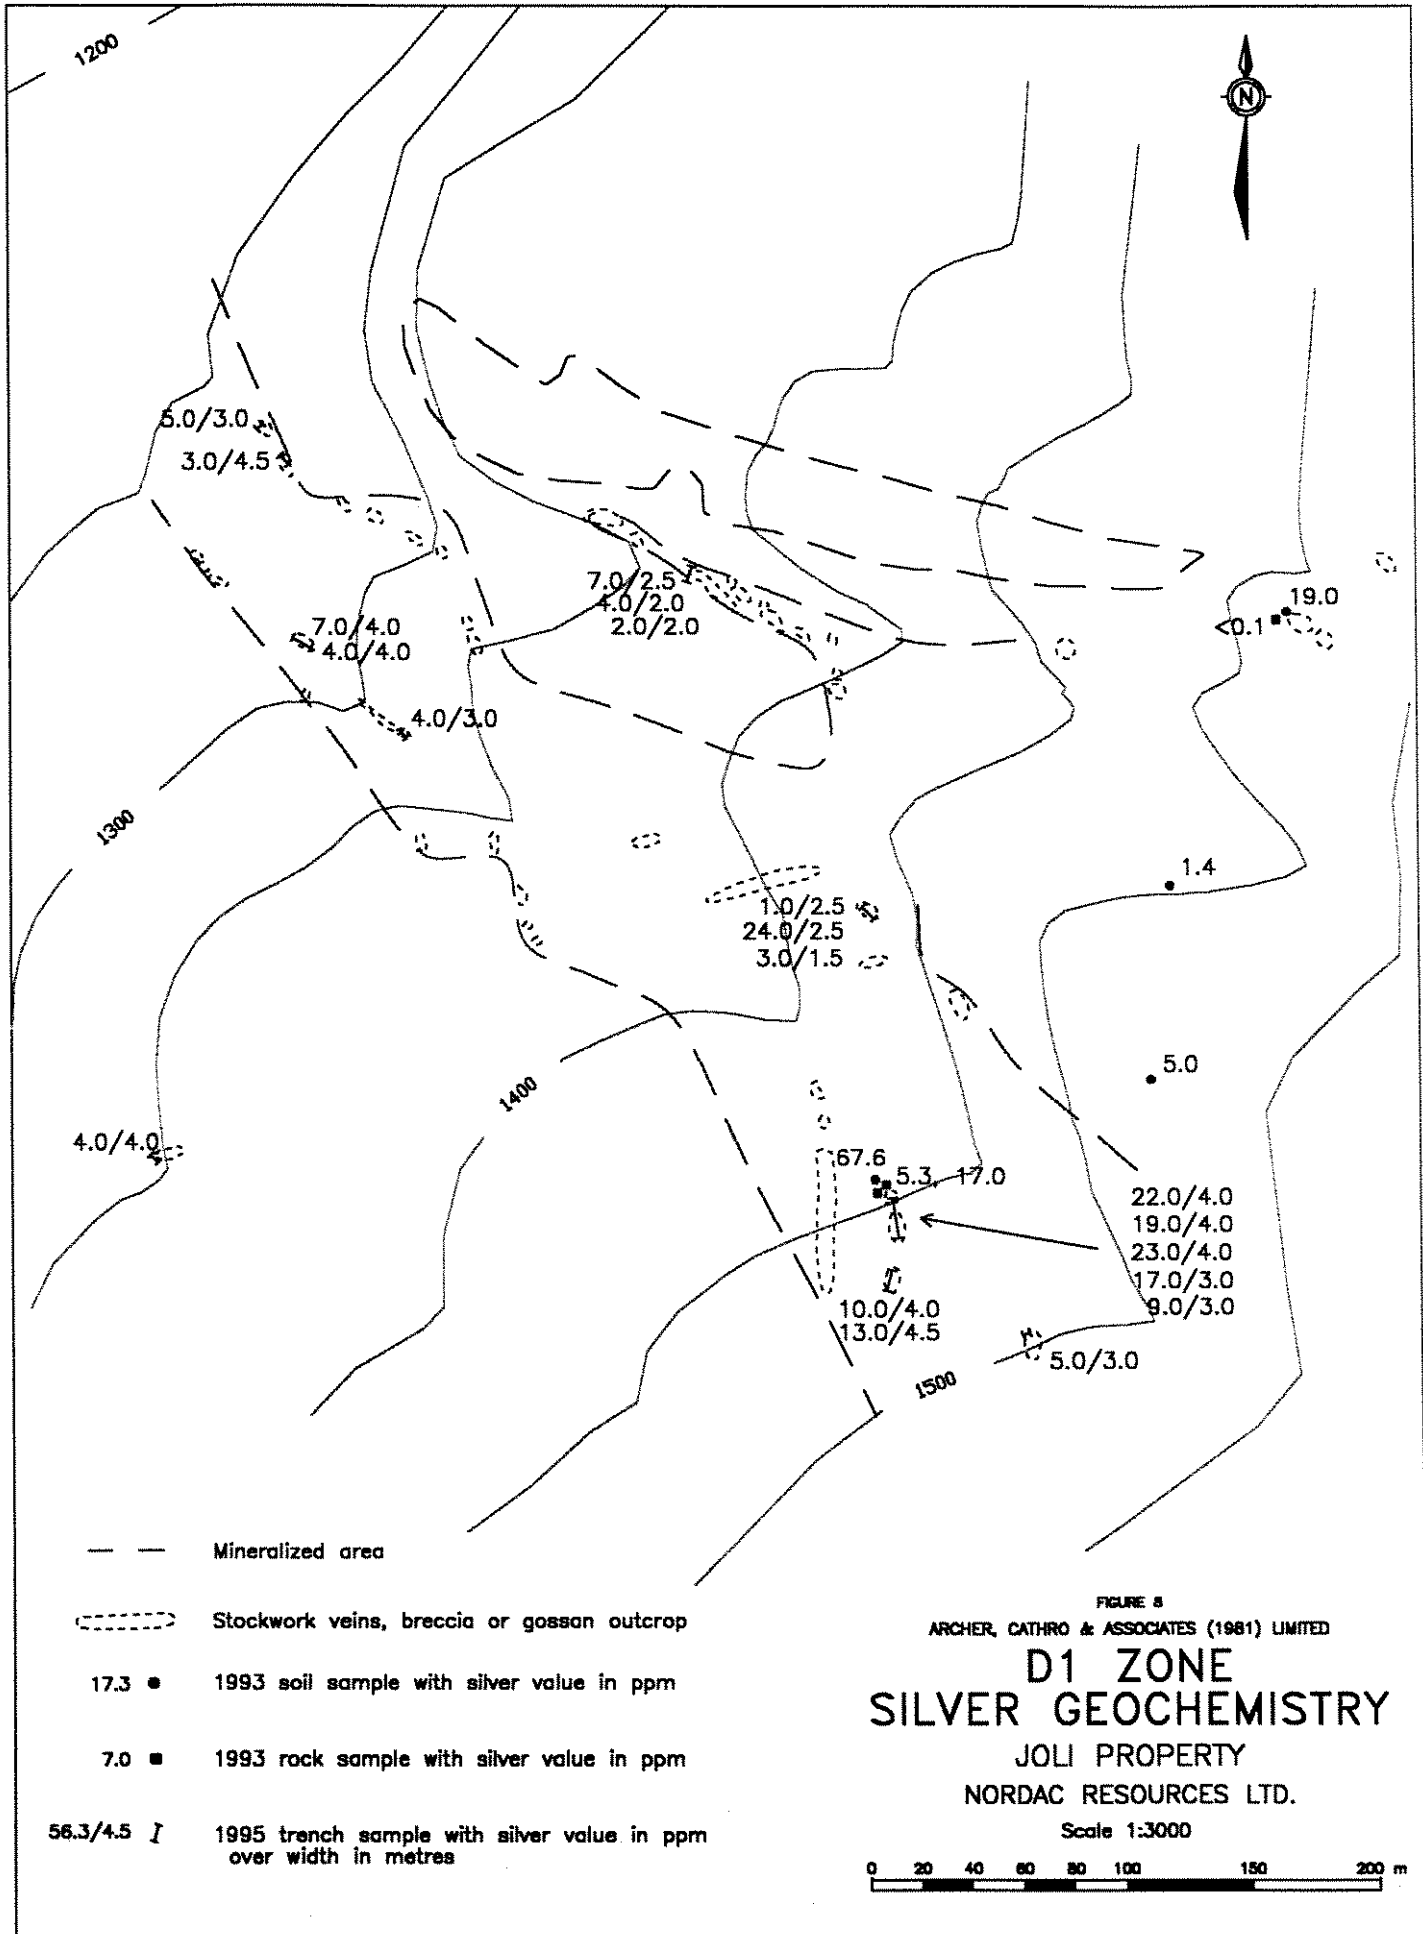 1200
N
5.0/3.0
3.0/4.5
7.0/2.5
4.0/2.0
2.0/2.0
19.0
<0.1
7.0/4.0
4.0/4.0
4.0/3.0
1300
1.4
1.0/2.5
24.0/2.5
3.0/1.5
5.0
1400
4.0/4.0
67.6
5.3, 17.0
22.0/4.0
19.0/4.0
23.0/4.0
17.0/3.0
9.0/3.0
10.0/4.0
13.0/4.5
5.0/3.0
1500
Mineralized area
Stockwork veins, breccia or gossan outcrop
17.3 1993 soil sample with silver value in ppm
7.0 1993 rock sample with silver value in ppm
56.3/4.5 1995 trench sample with silver value in ppm
over width in metres
FIGURE 8
ARCHER, CATHRO & ASSOCIATES (1981) LIMITED
D1 ZONE
SILVER GEOCHEMISTRY
JOLI PROPERTY
NORDAC RESOURCES LTD.
Scale 1:3000
0 20 40 60 80 100 150 200 m